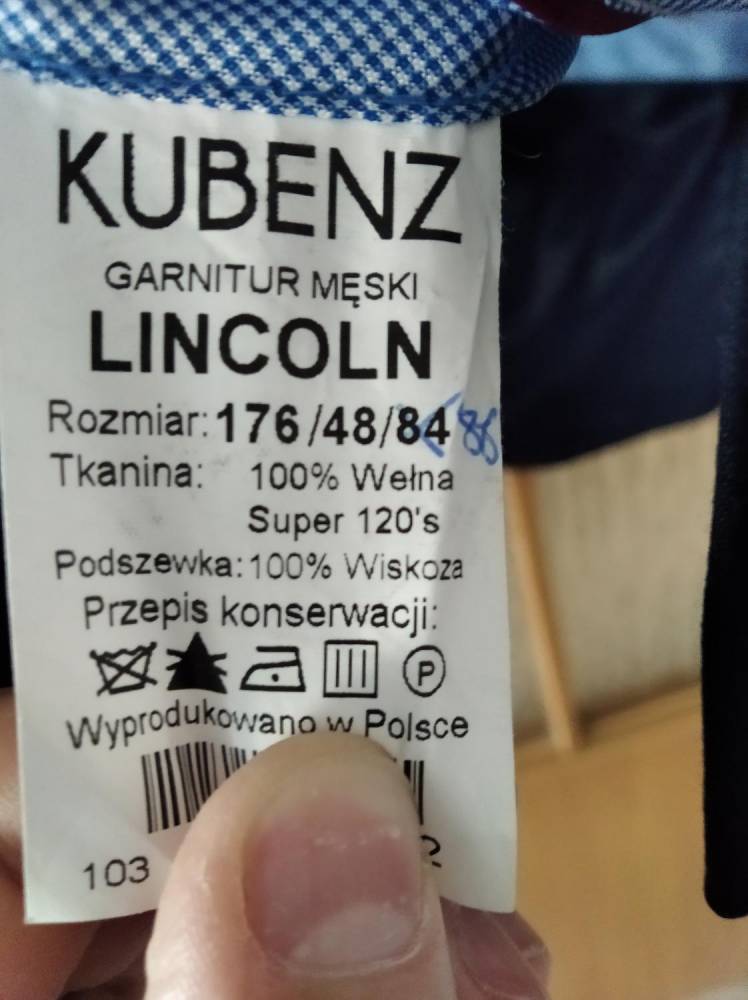 KUBENZ
GARNITUR MĘSKI
LINCOLN
Rozmiar: 176/48/84
Tkanina: 100% Wełna
Super 120's
Podszewka: 100% Wiskoza
Przepis konserwacji:
P
Wyprodukowano w Polsce
103